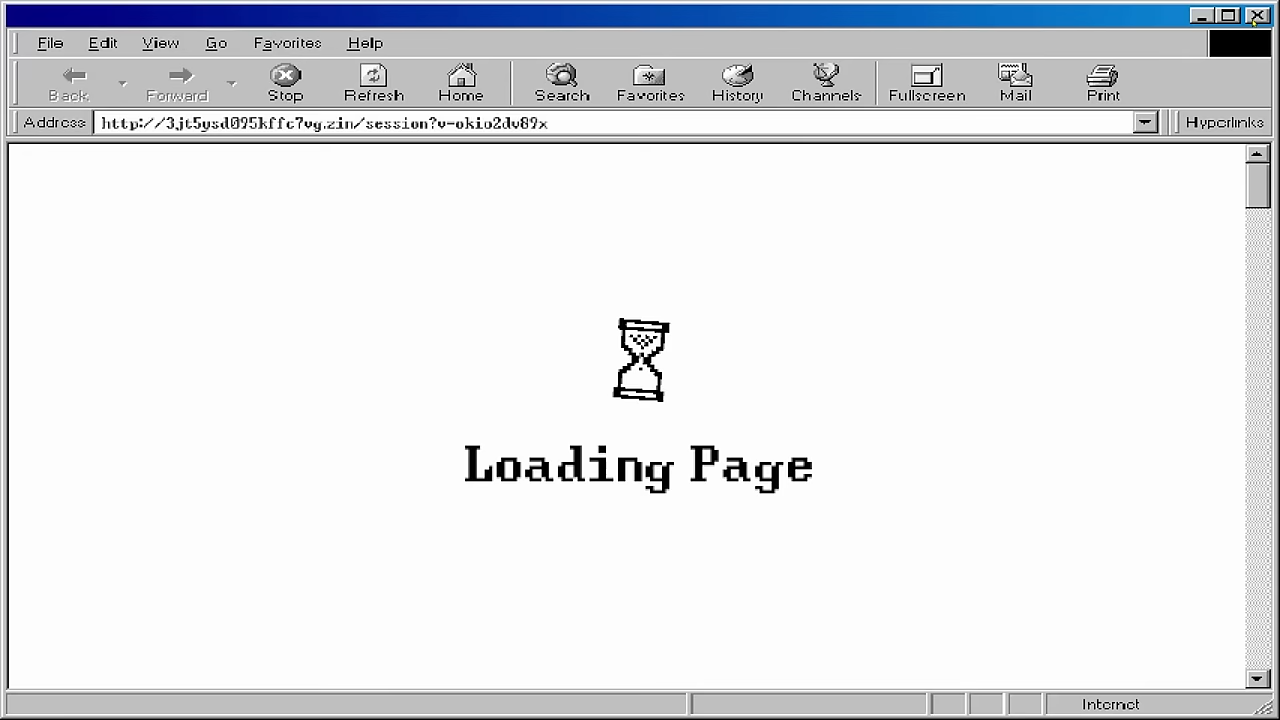 File Edit View Go Favorites Help
Back Forward Stop Refresh Home Search Favorites History Channels Fullscreen Mail Print
Address http://3jt5ysd095kffc7vg.zin/session?v-okio2dv89x Hyperlinks
Loading Page
Internet